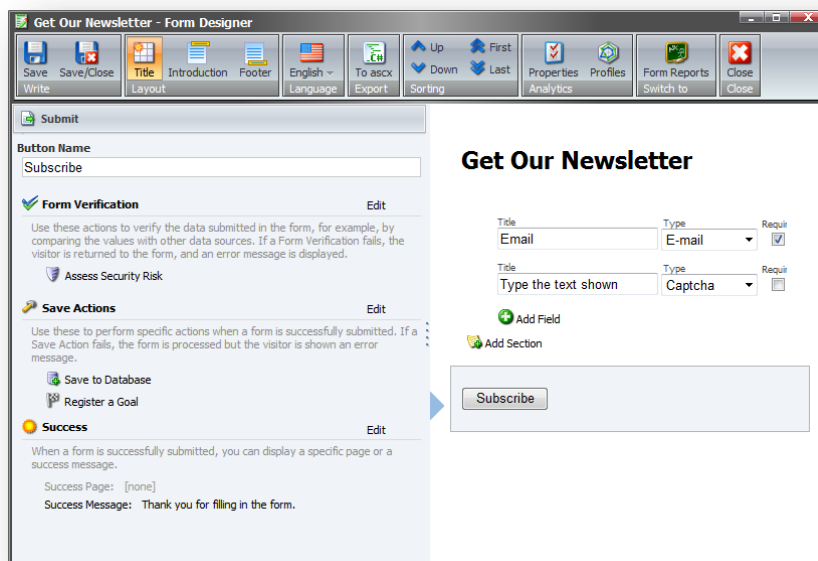 Get Our Newsletter - Form Designer
Save Save/Close Title Introduction Footer English To ascx Up First Properties Profiles Form Reports Close
Down Last
Write Layout Language Export Sorting Analytics Switch to Close
Submit
Button Name
Subscribe
Form Verification Edit
Use these actions to verify the data submitted in the form, for example, by
comparing the values with other data sources. If a Form Verification fails, the
visitor is returned to the form, and an error message is displayed.
Assess Security Risk
Save Actions Edit
Use these to perform specific actions when a form is successfully submitted. If a
Save Action fails, the form is processed but the visitor is shown an error
message.
Save to Database
Register a Goal
Success Edit
When a form is successfully submitted, you can display a specific page or a
success message.
Success Page: [none]
Success Message: Thank you for filling in the form.
Get Our Newsletter
Title Type Requir
Email E-mail
Title Type Requir
Type the text shown Captcha
Add Field
Add Section
Subscribe